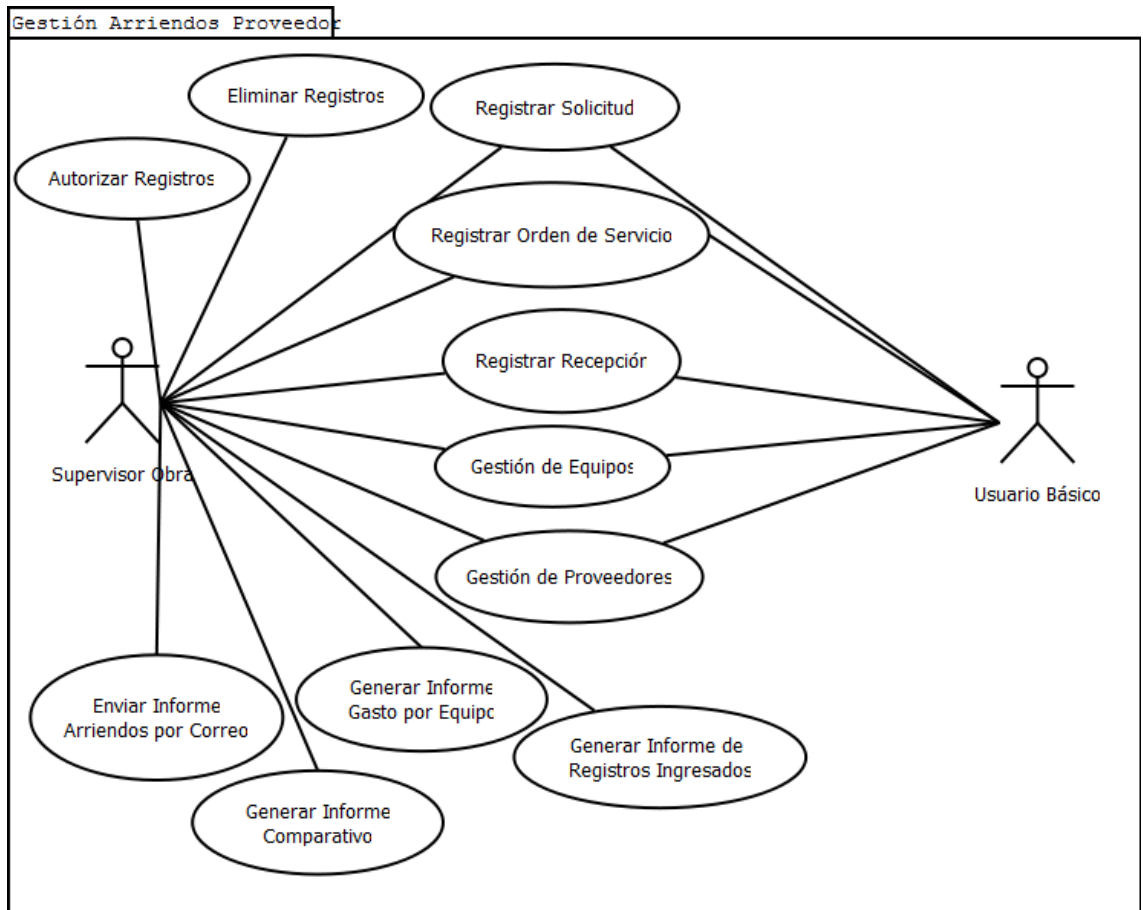 Gestión Arriendos Proveedor
Eliminar Registros
Registrar Solicitud
Autorizar Registros
Registrar Orden de Servicio
Registrar Recepción
Supervisor Obra
Gestión de Equipos
Usuario Básico
Gestión de Proveedores
Enviar Informe
Arriendos por Correo
Generar Informe
Gasto por Equipo
Generar Informe de
Registros Ingresados
Generar Informe
Comparativo